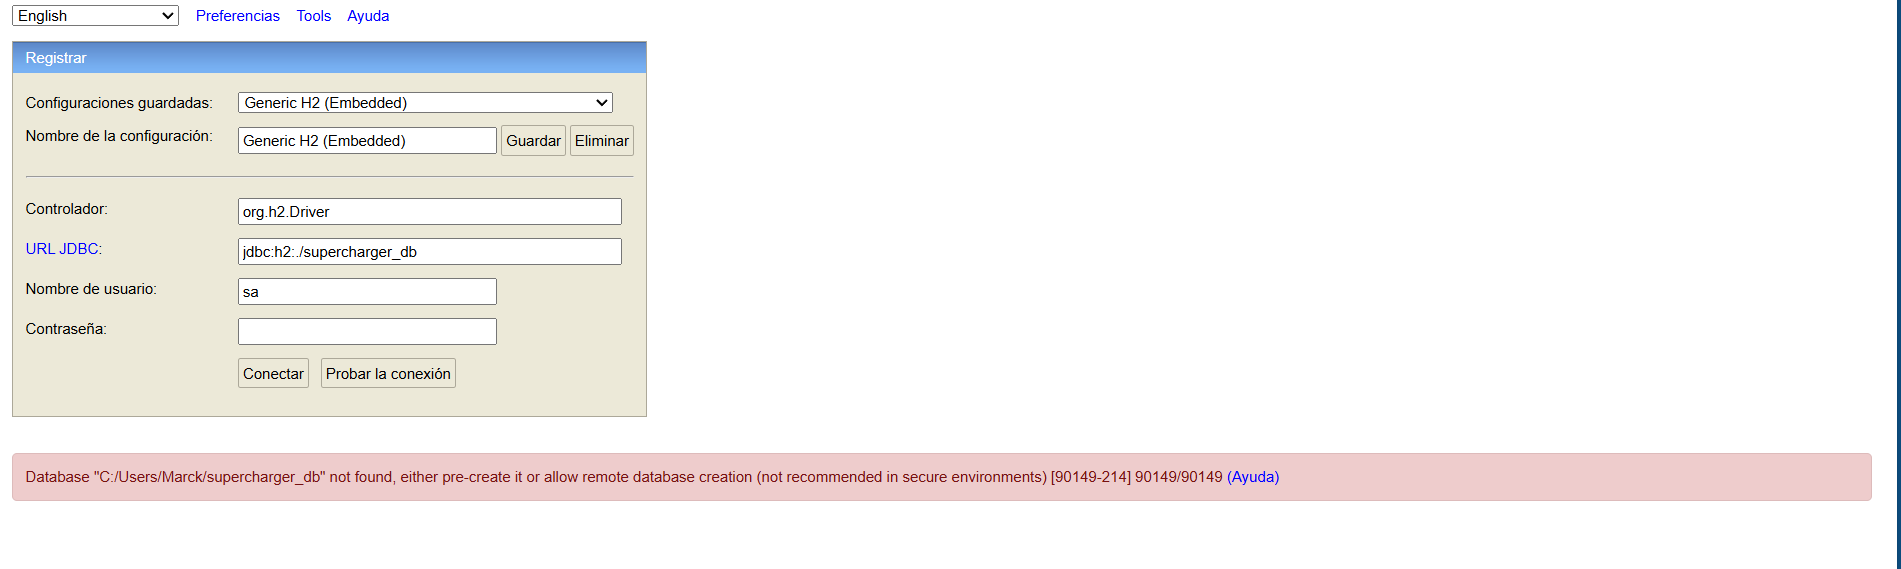 English Preferencias Tools Ayuda
Registrar
Configuraciones guardadas: Generic H2 (Embedded)
Nombre de la configuración: Generic H2 (Embedded) Guardar Eliminar
Controlador: org.h2.Driver
URL JDBC: jdbc:h2:./supercharger_db
Nombre de usuario: sa
Contraseña:
Conectar Probar la conexión
Database "C:/Users/Marck/supercharger_db" not found, either pre-create it or allow remote database creation (not recommended in secure environments) [90149-214] 90149/90149 (Ayuda)